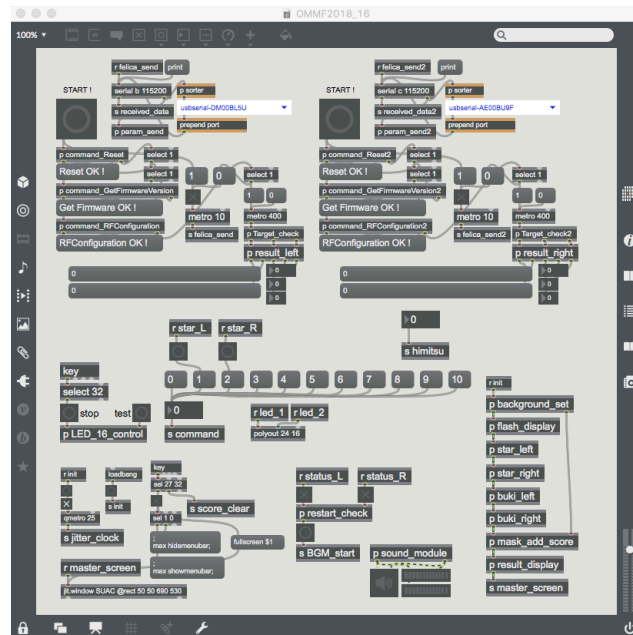 OMMF2018_16
100%
r felica_send
print
START !
serial b 115200
p sorter
s received_data
usbserial-DM00BL5U
p param_send
prepend port
p command_Reset
select 1
Reset OK !
select 1
1
0
select 1
p command_GetFirmwareVersion
1
0
Get Firmware OK !
metro 10
metro 400
p command_RFConfiguration
s felica_send
p Target_check
RFConfiguration OK !
p result_left
0
0
0
0
0
r felica_send2
print
START !
serial c 115200
p sorter
s received_data2
usbserial-AE00BU9F
p param_send2
prepend port
p command_Reset2
select 1
Reset OK !
select 1
1
0
select 1
p command_GetFirmwareVersion2
1
0
Get Firmware OK !
metro 10
metro 400
p command_RFConfiguration2
s felica_send2
p Target_check2
RFConfiguration OK !
p result_right
0
0
0
0
0
r star_L
r star_R
0
s himitsu
key
select 32
stop
test
p LED_16_control
0
1
2
3
4
5
6
7
8
9
10
0
s command
r led_1
r led_2
polyout 24 16
r init
p background_set
p flash_display
p star_left
p star_right
p buki_left
p buki_right
p mask_add_score
p result_display
s master_screen
r init
loadbang
key
sel 27 32
s init
s score_clear
qmetro 25
sel 1 0
s jitter_clock
;
max hidemenubar;
fullscreen $1
;
max showmenubar;
r master_screen
jit.window SUAC @rect 50 50 690 530
r status_L
r status_R
p restart_check
s BGM_start
p sound_module